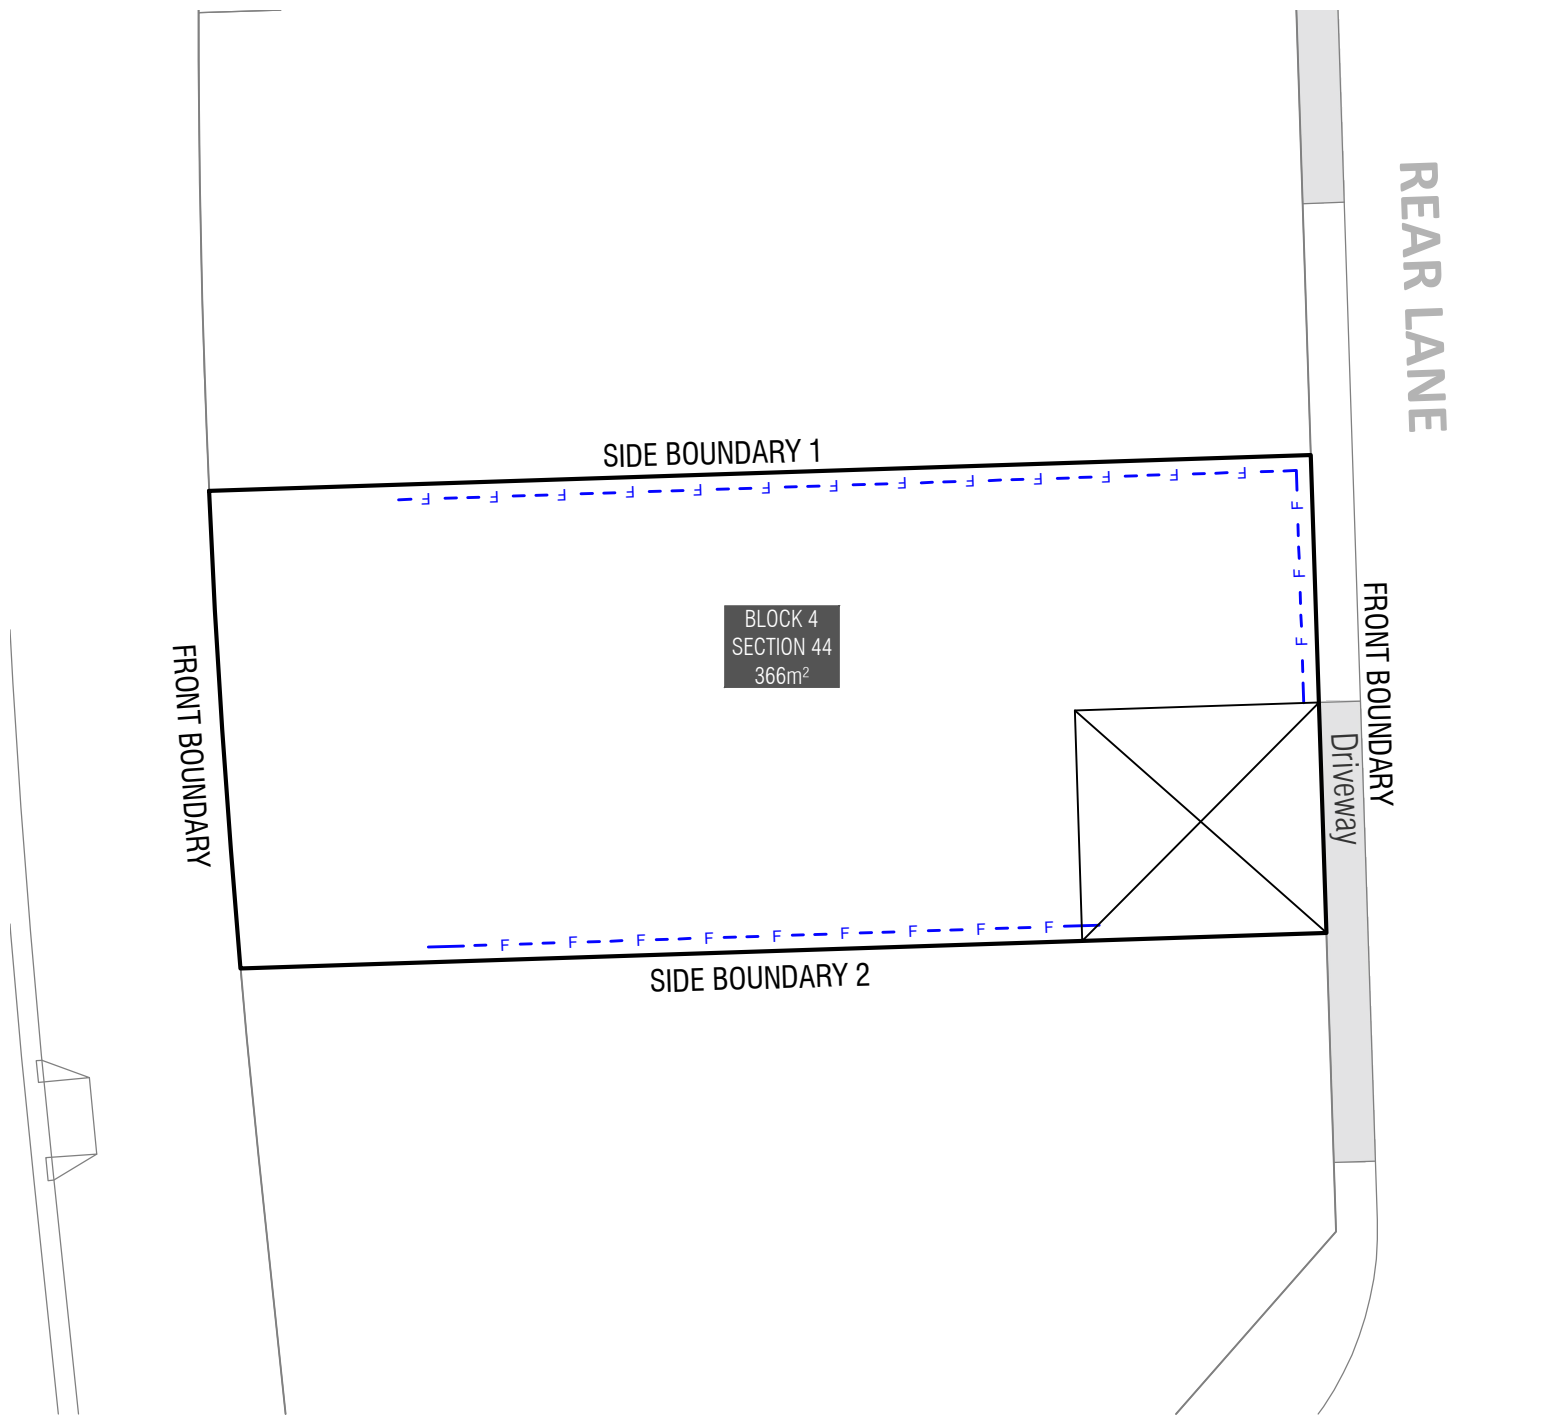 REAR LANE
SIDE BOUNDARY 1
F F F F F F F F F F F F F
F
F
F
BLOCK 4
SECTION 44
366m²
FRONT BOUNDARY
FRONT BOUNDARY
Driveway
F F F F F F F F F
SIDE BOUNDARY 2